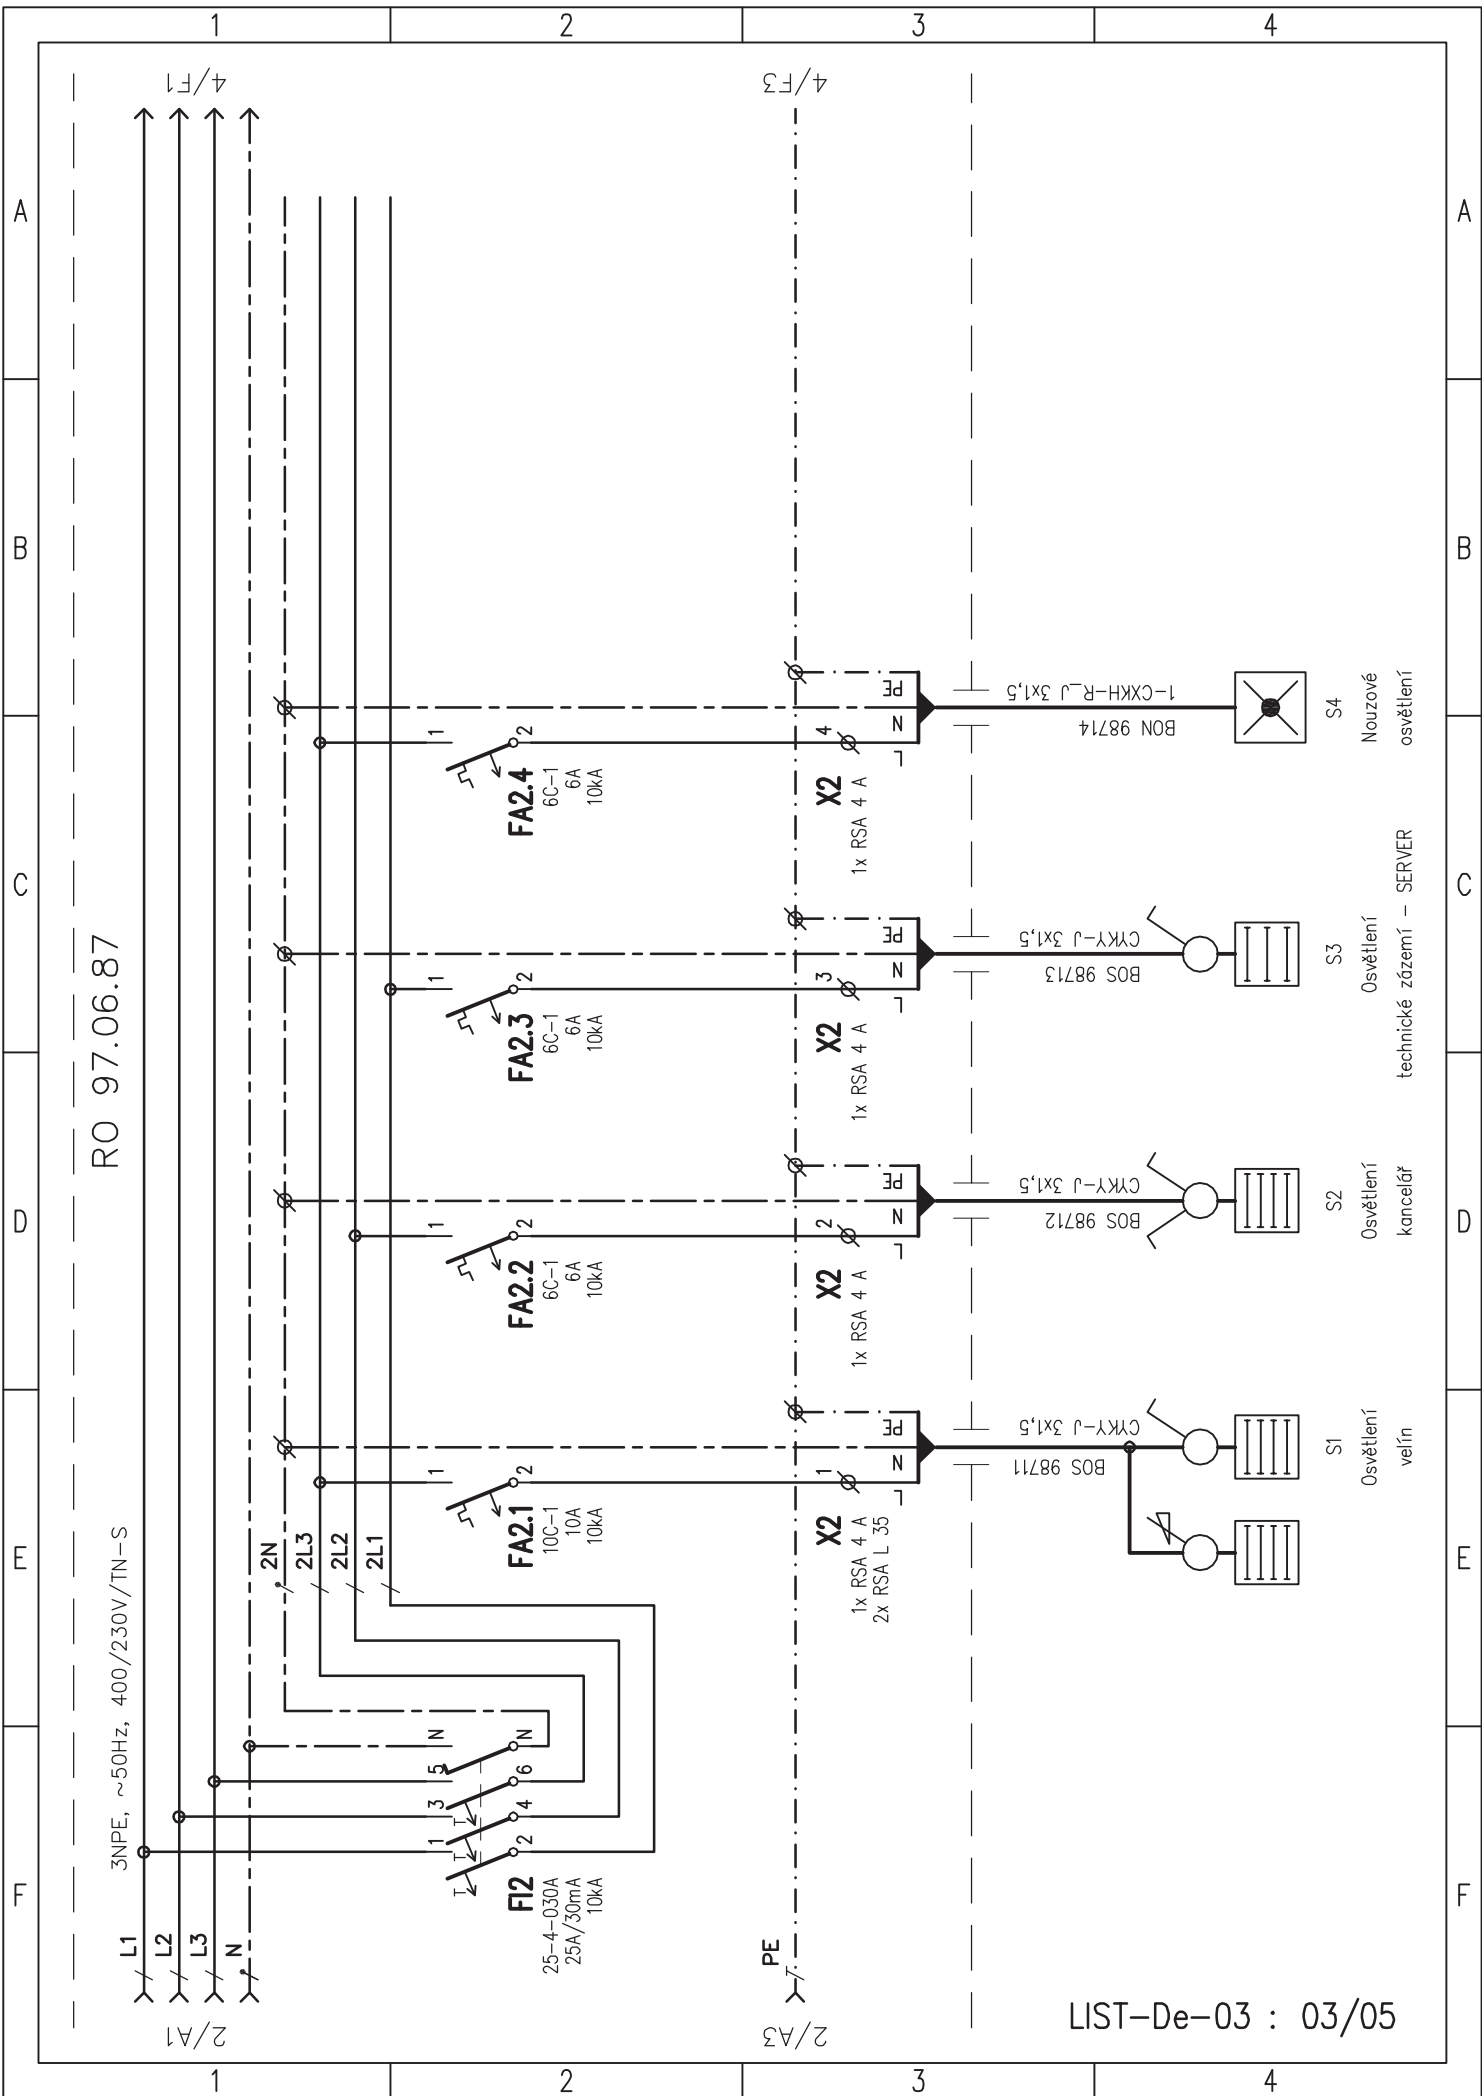 1
2
3
4
A
B
C
D
E
F
A
B
C
D
E
F
1
2
3
4
RO 97.06.87
3NPE, ~50Hz, 400/230V/TN-S
2/A1
4/F1
L1
L2
L3
N
2/A3
4/F3
PE
1
3
5
N
2
4
6
N
T
T
T
FI2
25-4-030A
25A/30mA
10kA
2N
2L3
2L2
2L1
1
2
FA2.1
10C-1
10A
10kA
1
2
FA2.2
6C-1
6A
10kA
1
2
FA2.3
6C-1
6A
10kA
1
2
FA2.4
6C-1
6A
10kA
X2
1
1x RSA 4 A
2x RSA L 35
L
N
PE
X2
2
1x RSA 4 A
L
N
PE
X2
3
1x RSA 4 A
L
N
PE
X2
4
1x RSA 4 A
L
N
PE
BOS 98711
CYKY-J 3x1,5
BOS 98712
CYKY-J 3x1,5
BOS 98713
CYKY-J 3x1,5
BON 98714
1-CXKH-R_J 3x1,5
S1
Osvětlení
velín
S2
Osvětlení
kancelář
S3
Osvětlení
technické zázemí - SERVER
S4
Nouzové
osvětlení
LIST-De-03 : 03/05